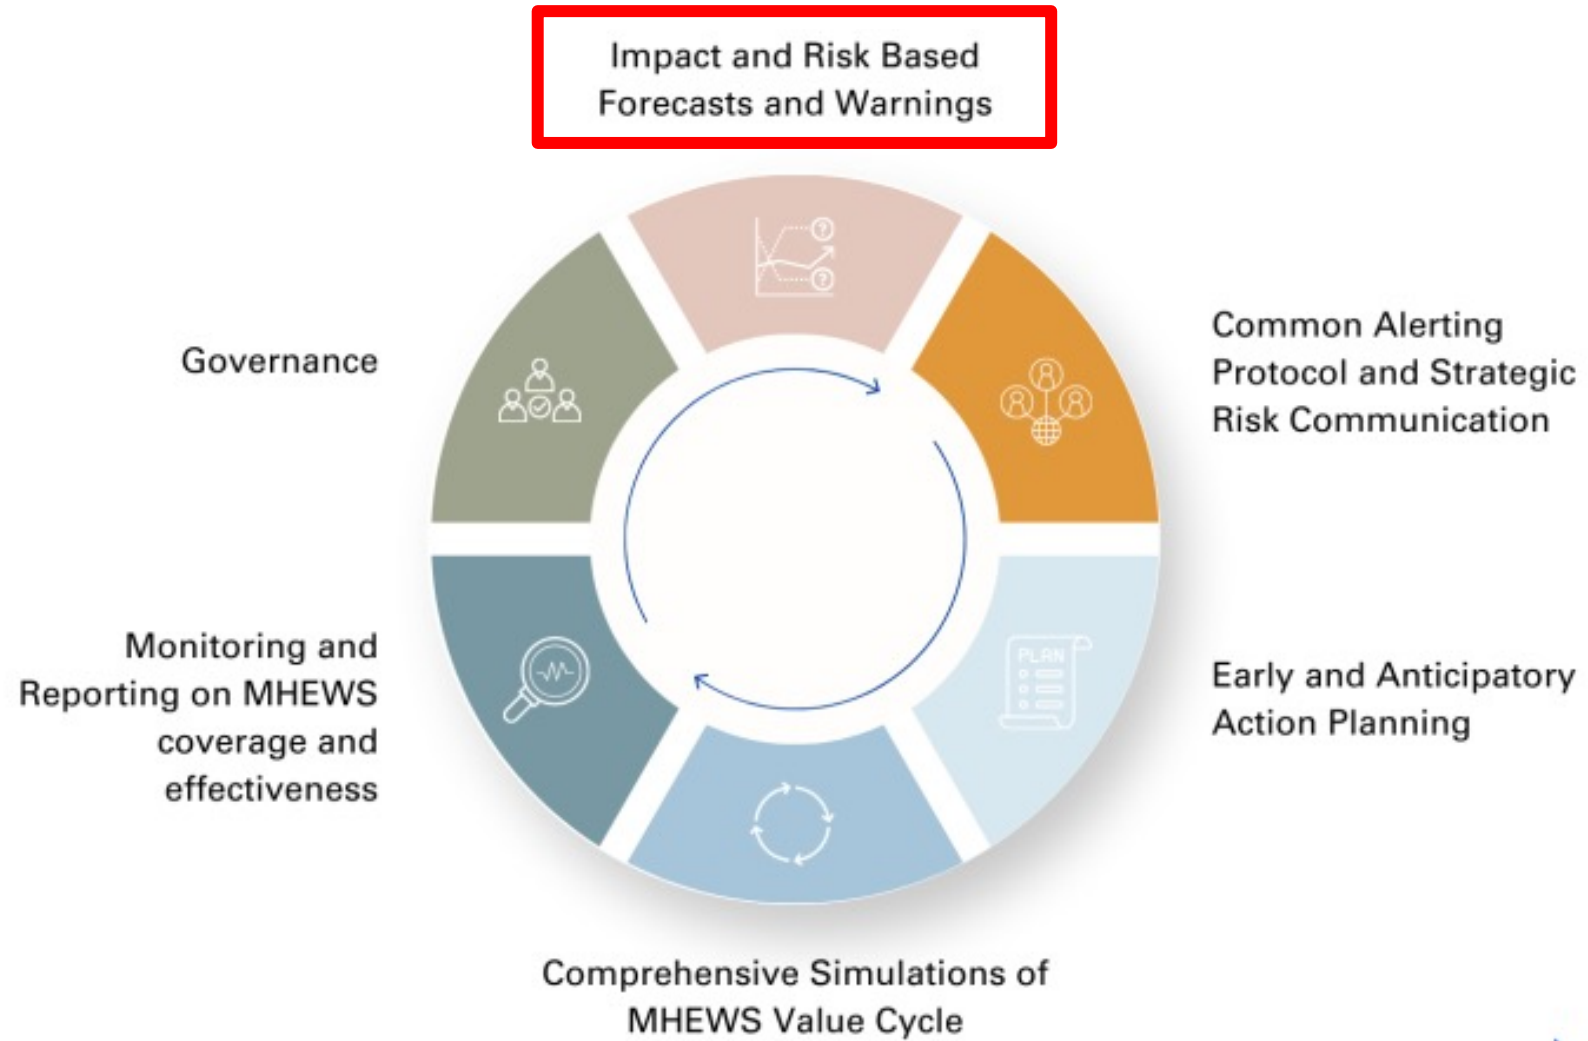 Impact and Risk Based
Forecasts and Warnings
Governance
Common Alerting
Protocol and Strategic
Risk Communication
Monitoring and
Reporting on MHEWS
coverage and
effectiveness
PLAN
Early and Anticipatory
Action Planning
Comprehensive Simulations of
MHEWS Value Cycle
?
?